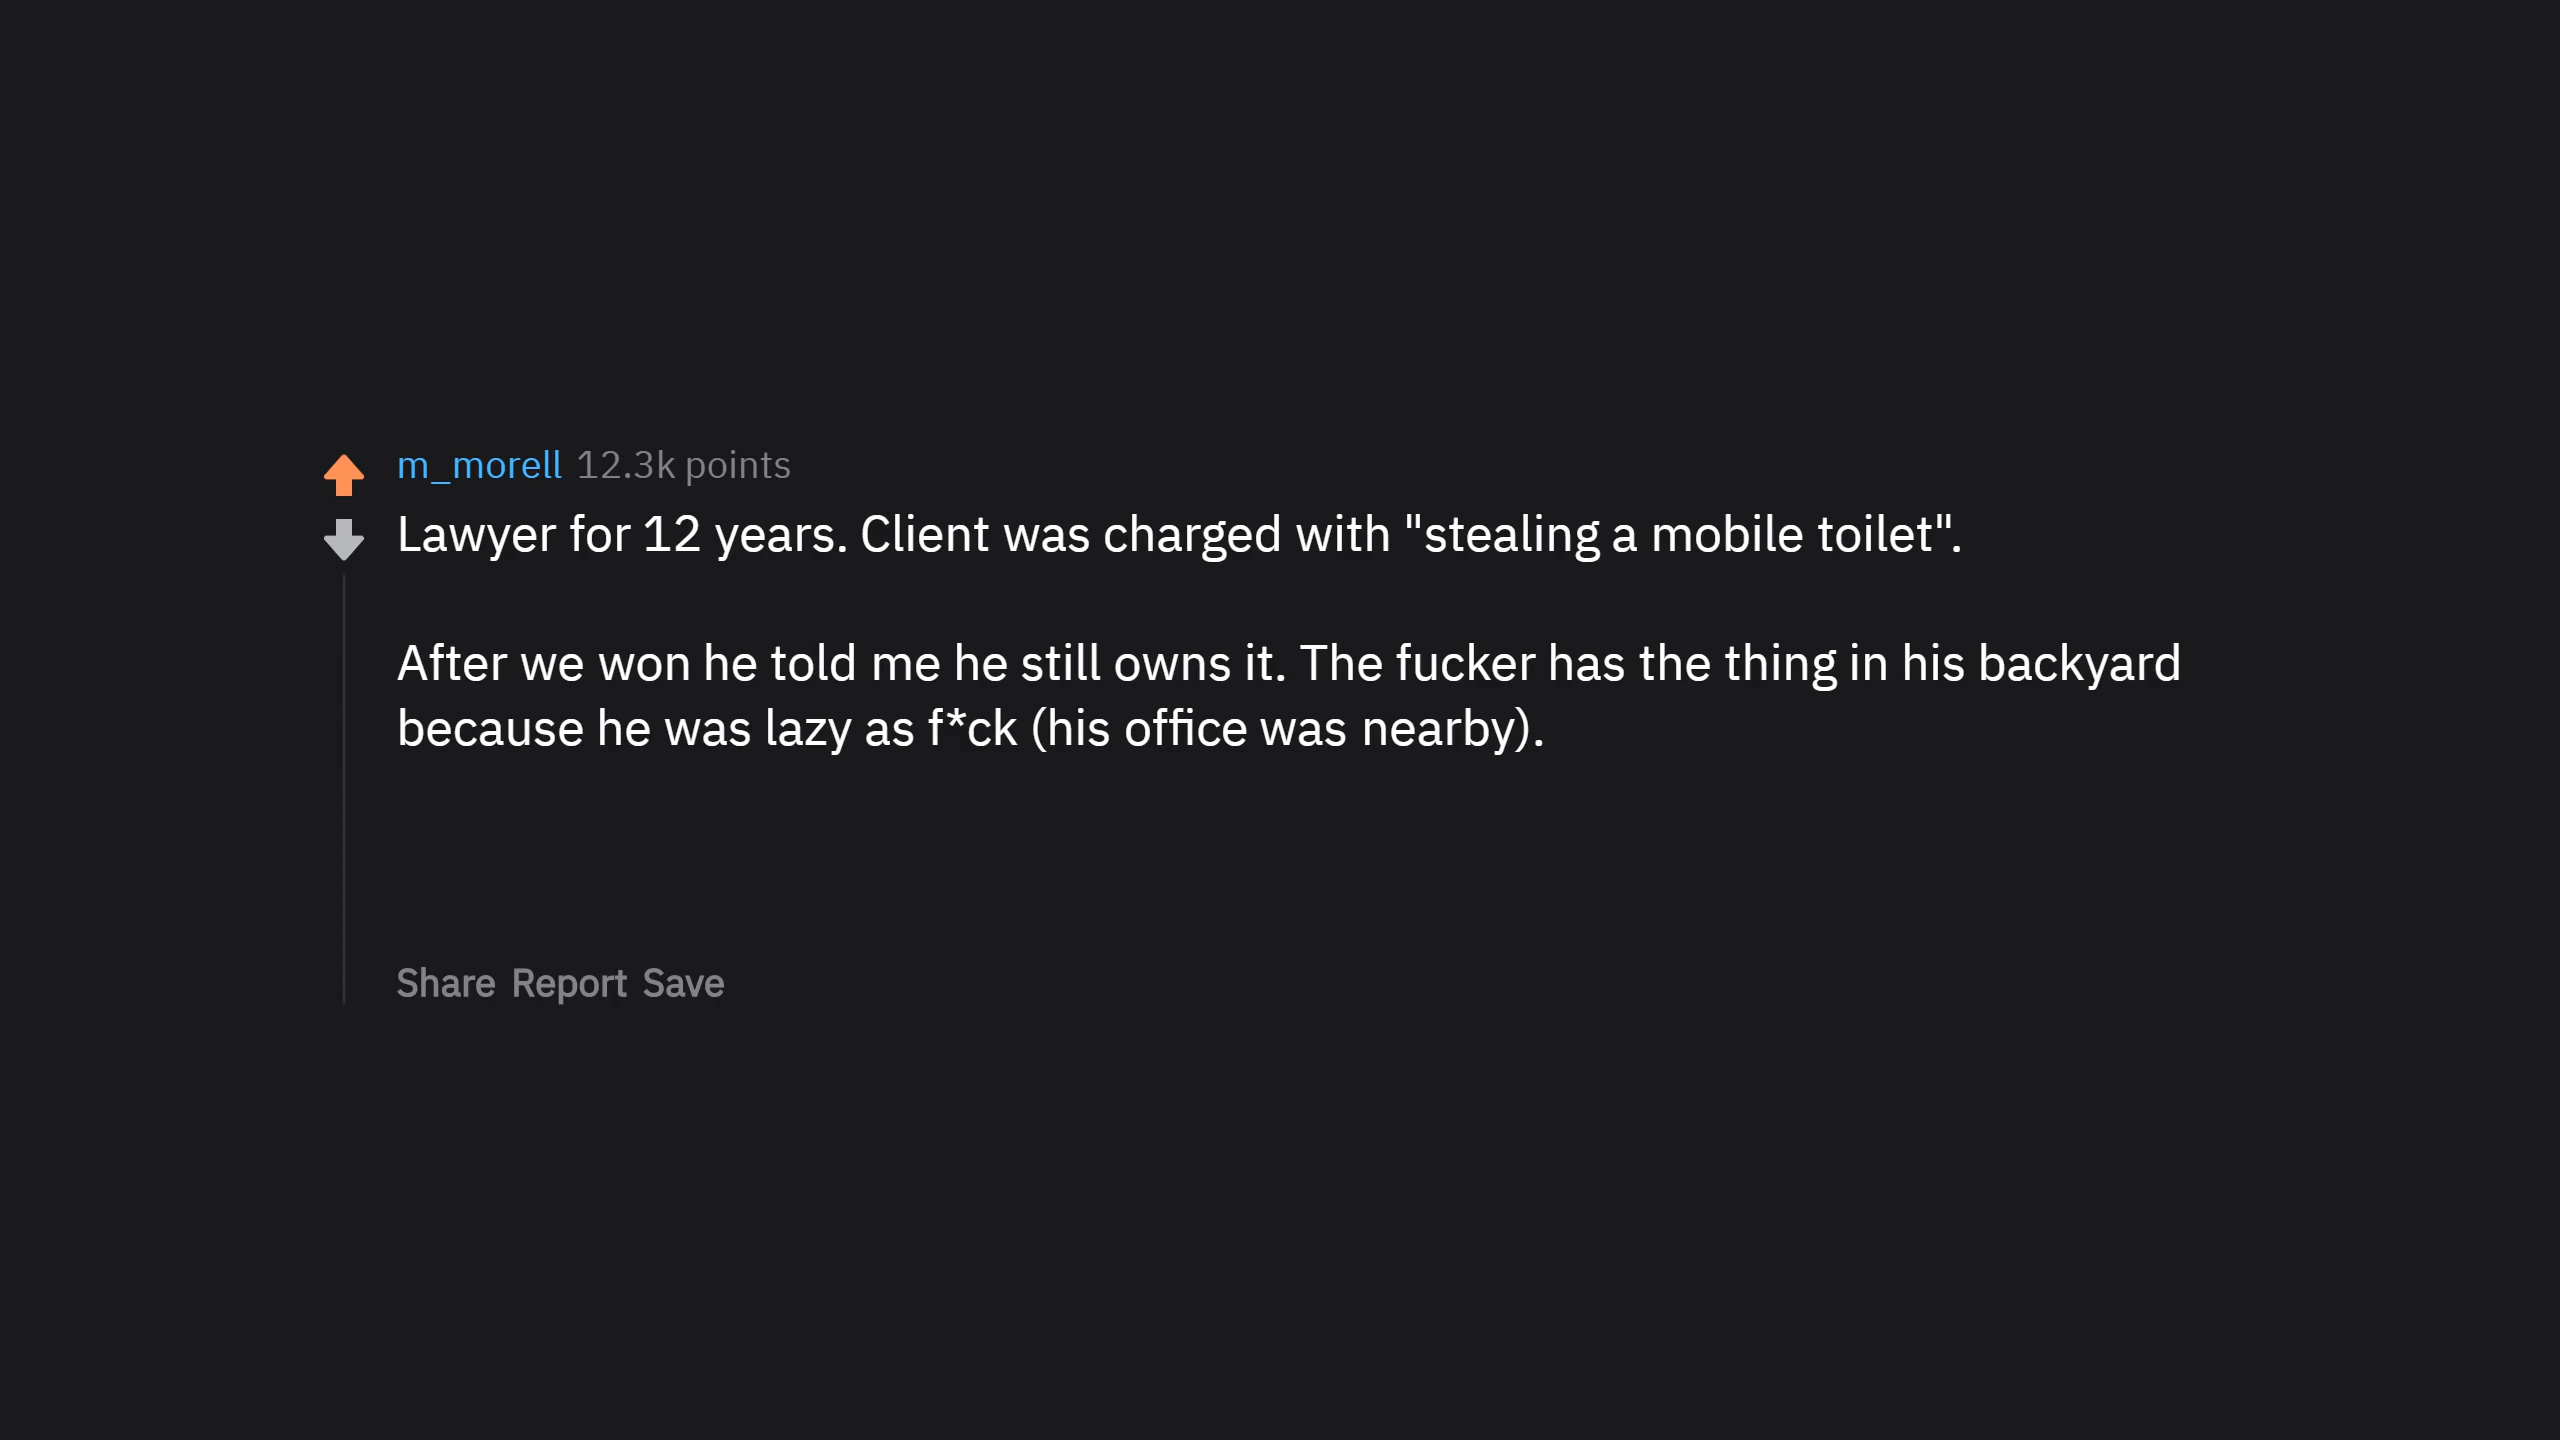 m_morell 12.3k points
Lawyer for 12 years. Client was charged with "stealing a mobile toilet".
After we won he told me he still owns it. The fucker has the thing in his backyard
because he was lazy as f*ck (his office was nearby).
Share Report Save